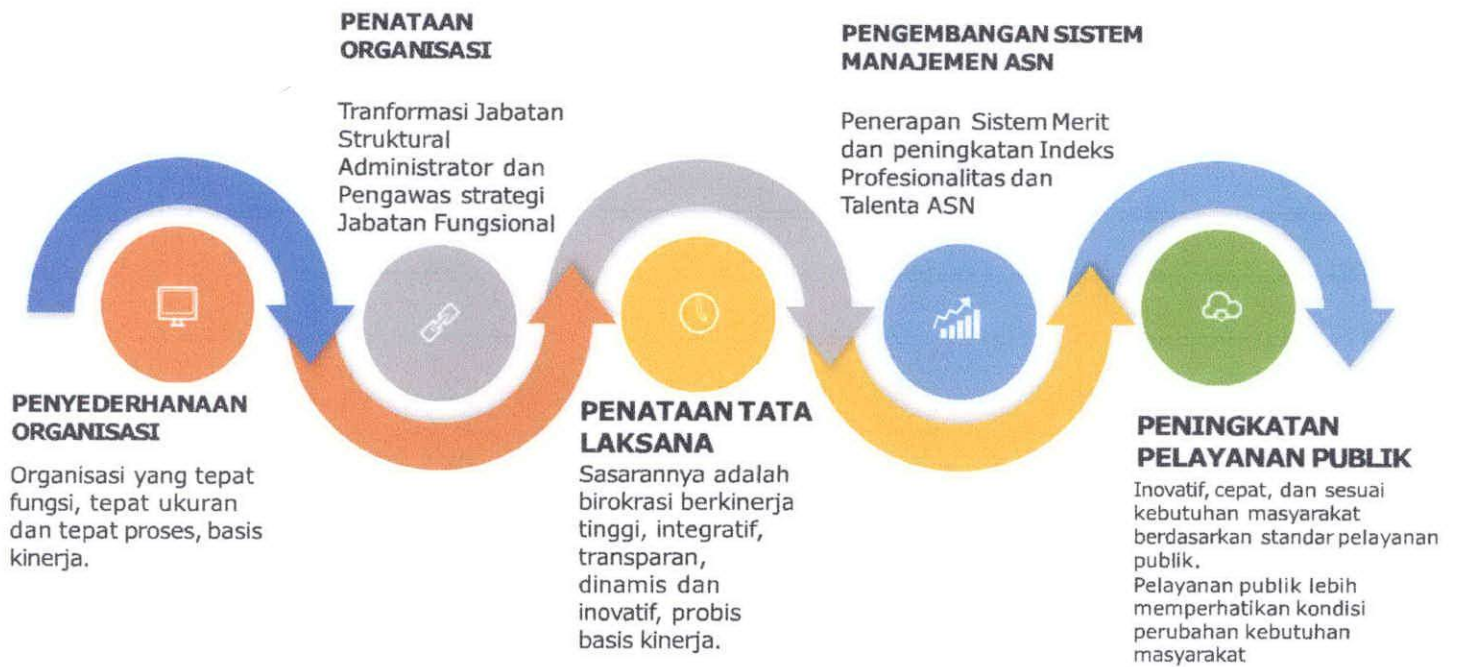 PENYEDERHANAAN
ORGANISASI
Organisasi yang tepat
fungsi, tepat ukuran
dan tepat proses, basis
kinerja.
PENATAAN
ORGANISASI
Tranformasi Jabatan
Struktural
Administrator dan
Pengawas strategi
Jabatan Fungsional
PENATAAN TATA
LAKSANA
Sasarannya adalah
birokrasi berkinerja
tinggi, integratif,
transparan,
dinamis dan
inovatif, probis
basis kinerja.
PENGEMBANGAN SISTEM
MANAJEMEN ASN
Penerapan Sistem Merit
dan peningkatan Indeks
Profesionalitas dan
Talenta ASN
PENINGKATAN
PELAYANAN PUBLIK
Inovatif, cepat, dan sesuai
kebutuhan masyarakat
berdasarkan standar pelayanan
publik.
Pelayanan publik lebih
memperhatikan kondisi
perubahan kebutuhan
masyarakat